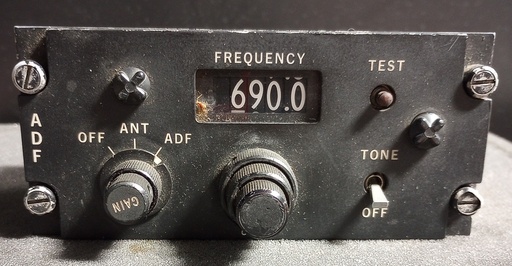 FREQUENCY
690.0
TEST
ADF
OFF
ANT
ADF
GAIN
TONE
OFF